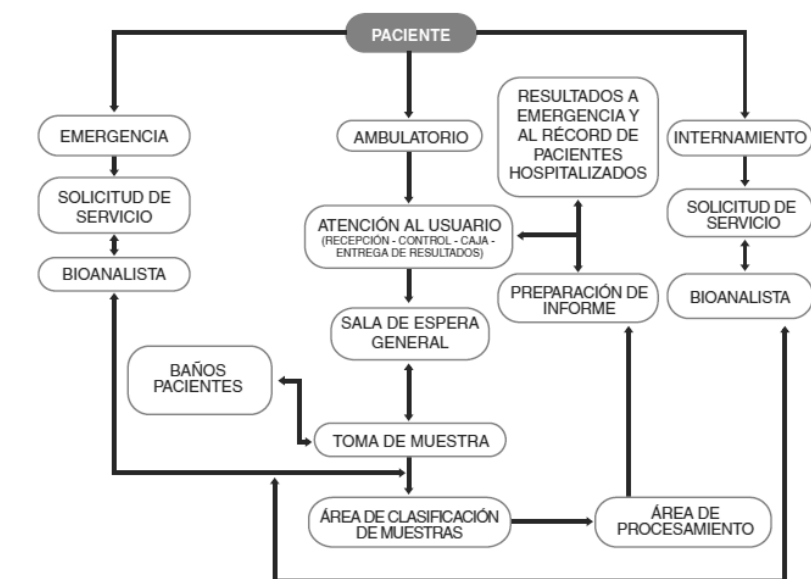 PACIENTE
EMERGENCIA
AMBULATORIO
RESULTADOS A
EMERGENCIA Y
AL RÉCORD DE
PACIENTES
HOSPITALIZADOS
INTERNAMIENTO
SOLICITUD DE
SERVICIO
ATENCIÓN AL USUARIO
(RECEPCIÓN - CONTROL - CAJA -
ENTREGA DE RESULTADOS)
SOLICITUD DE
SERVICIO
BIOANALISTA
SALA DE ESPERA
GENERAL
PREPARACIÓN DE
INFORME
BIOANALISTA
BAÑOS
PACIENTES
TOMA DE MUESTRA
ÁREA DE CLASIFICACIÓN
DE MUESTRAS
ÁREA DE
PROCESAMIENTO